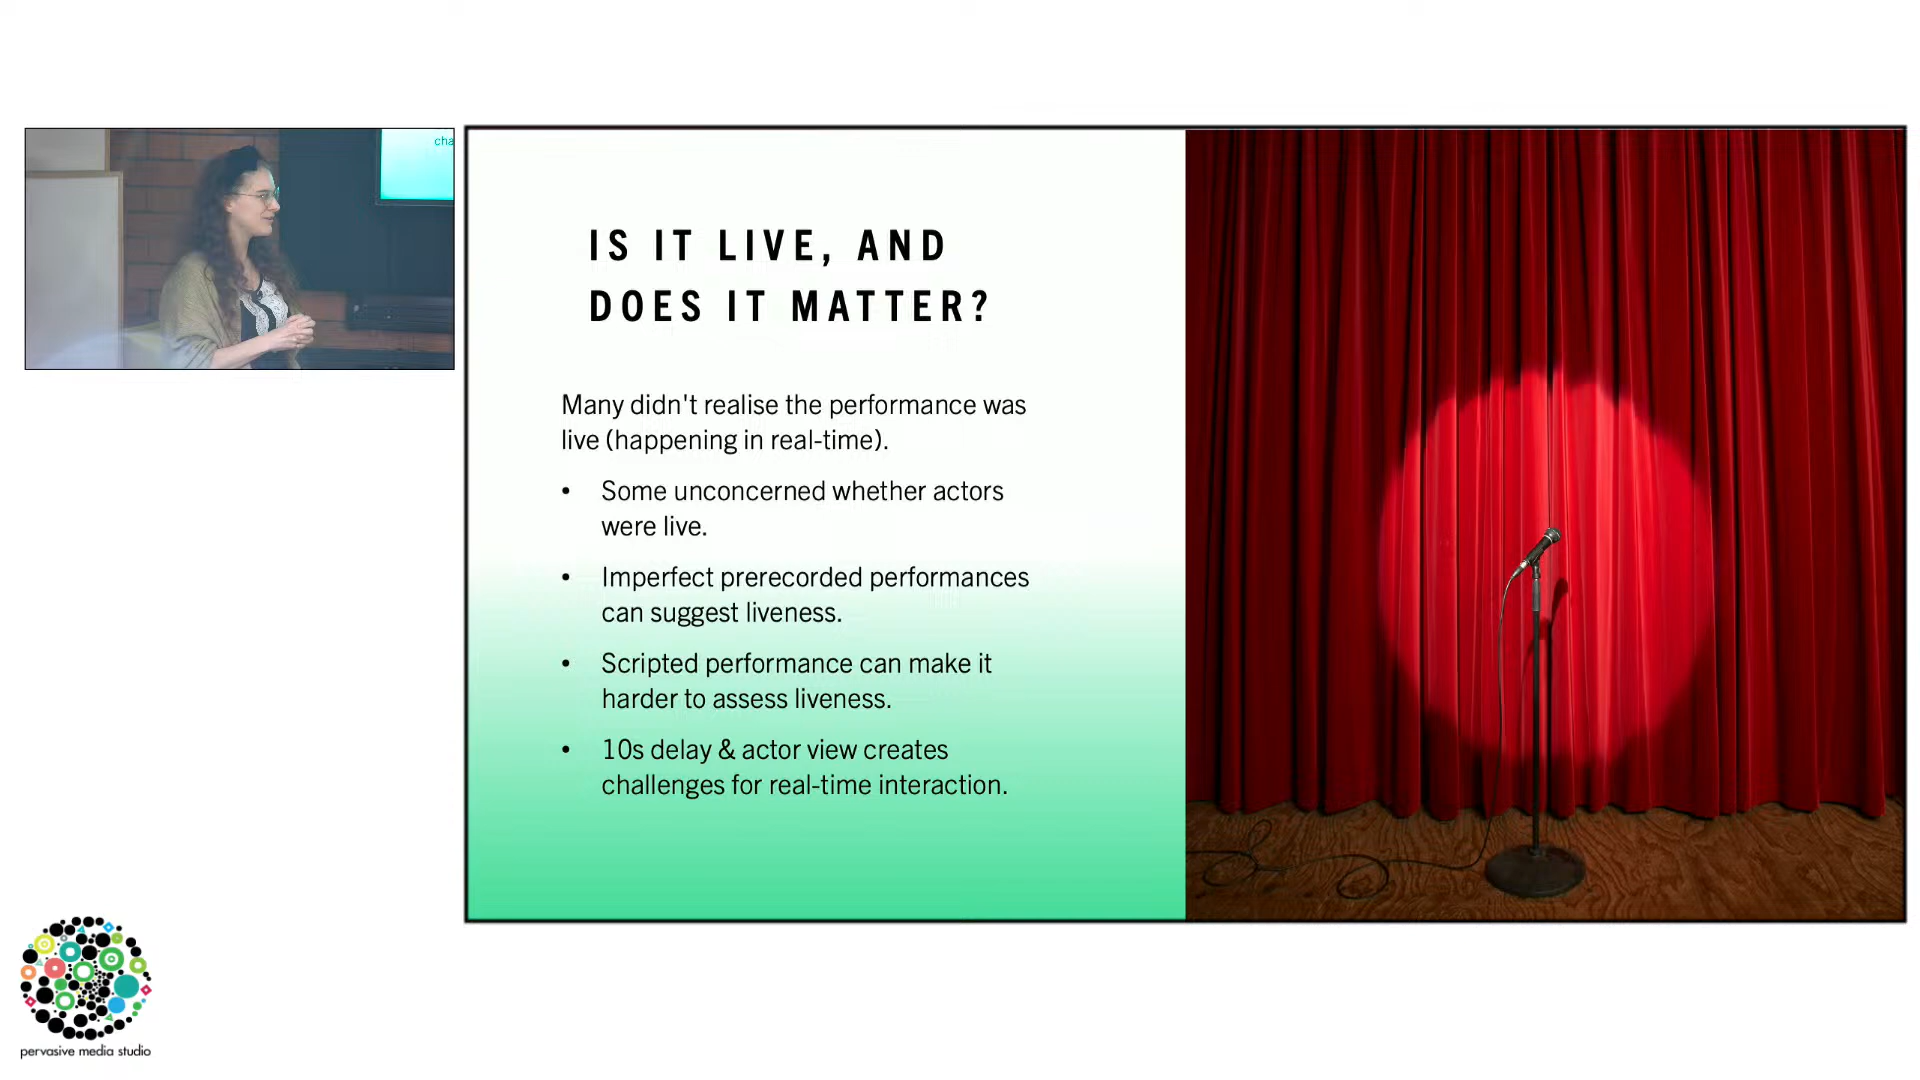 cha
IS IT LIVE, AND
DOES IT MATTER?
Many didn't realise the performance was
live (happening in real-time).
• Some unconcerned whether actors
were live.
• Imperfect prerecorded performances
can suggest liveness.
• Scripted performance can make it
harder to assess liveness.
• 10s delay & actor view creates
challenges for real-time interaction.
pervasive media studio